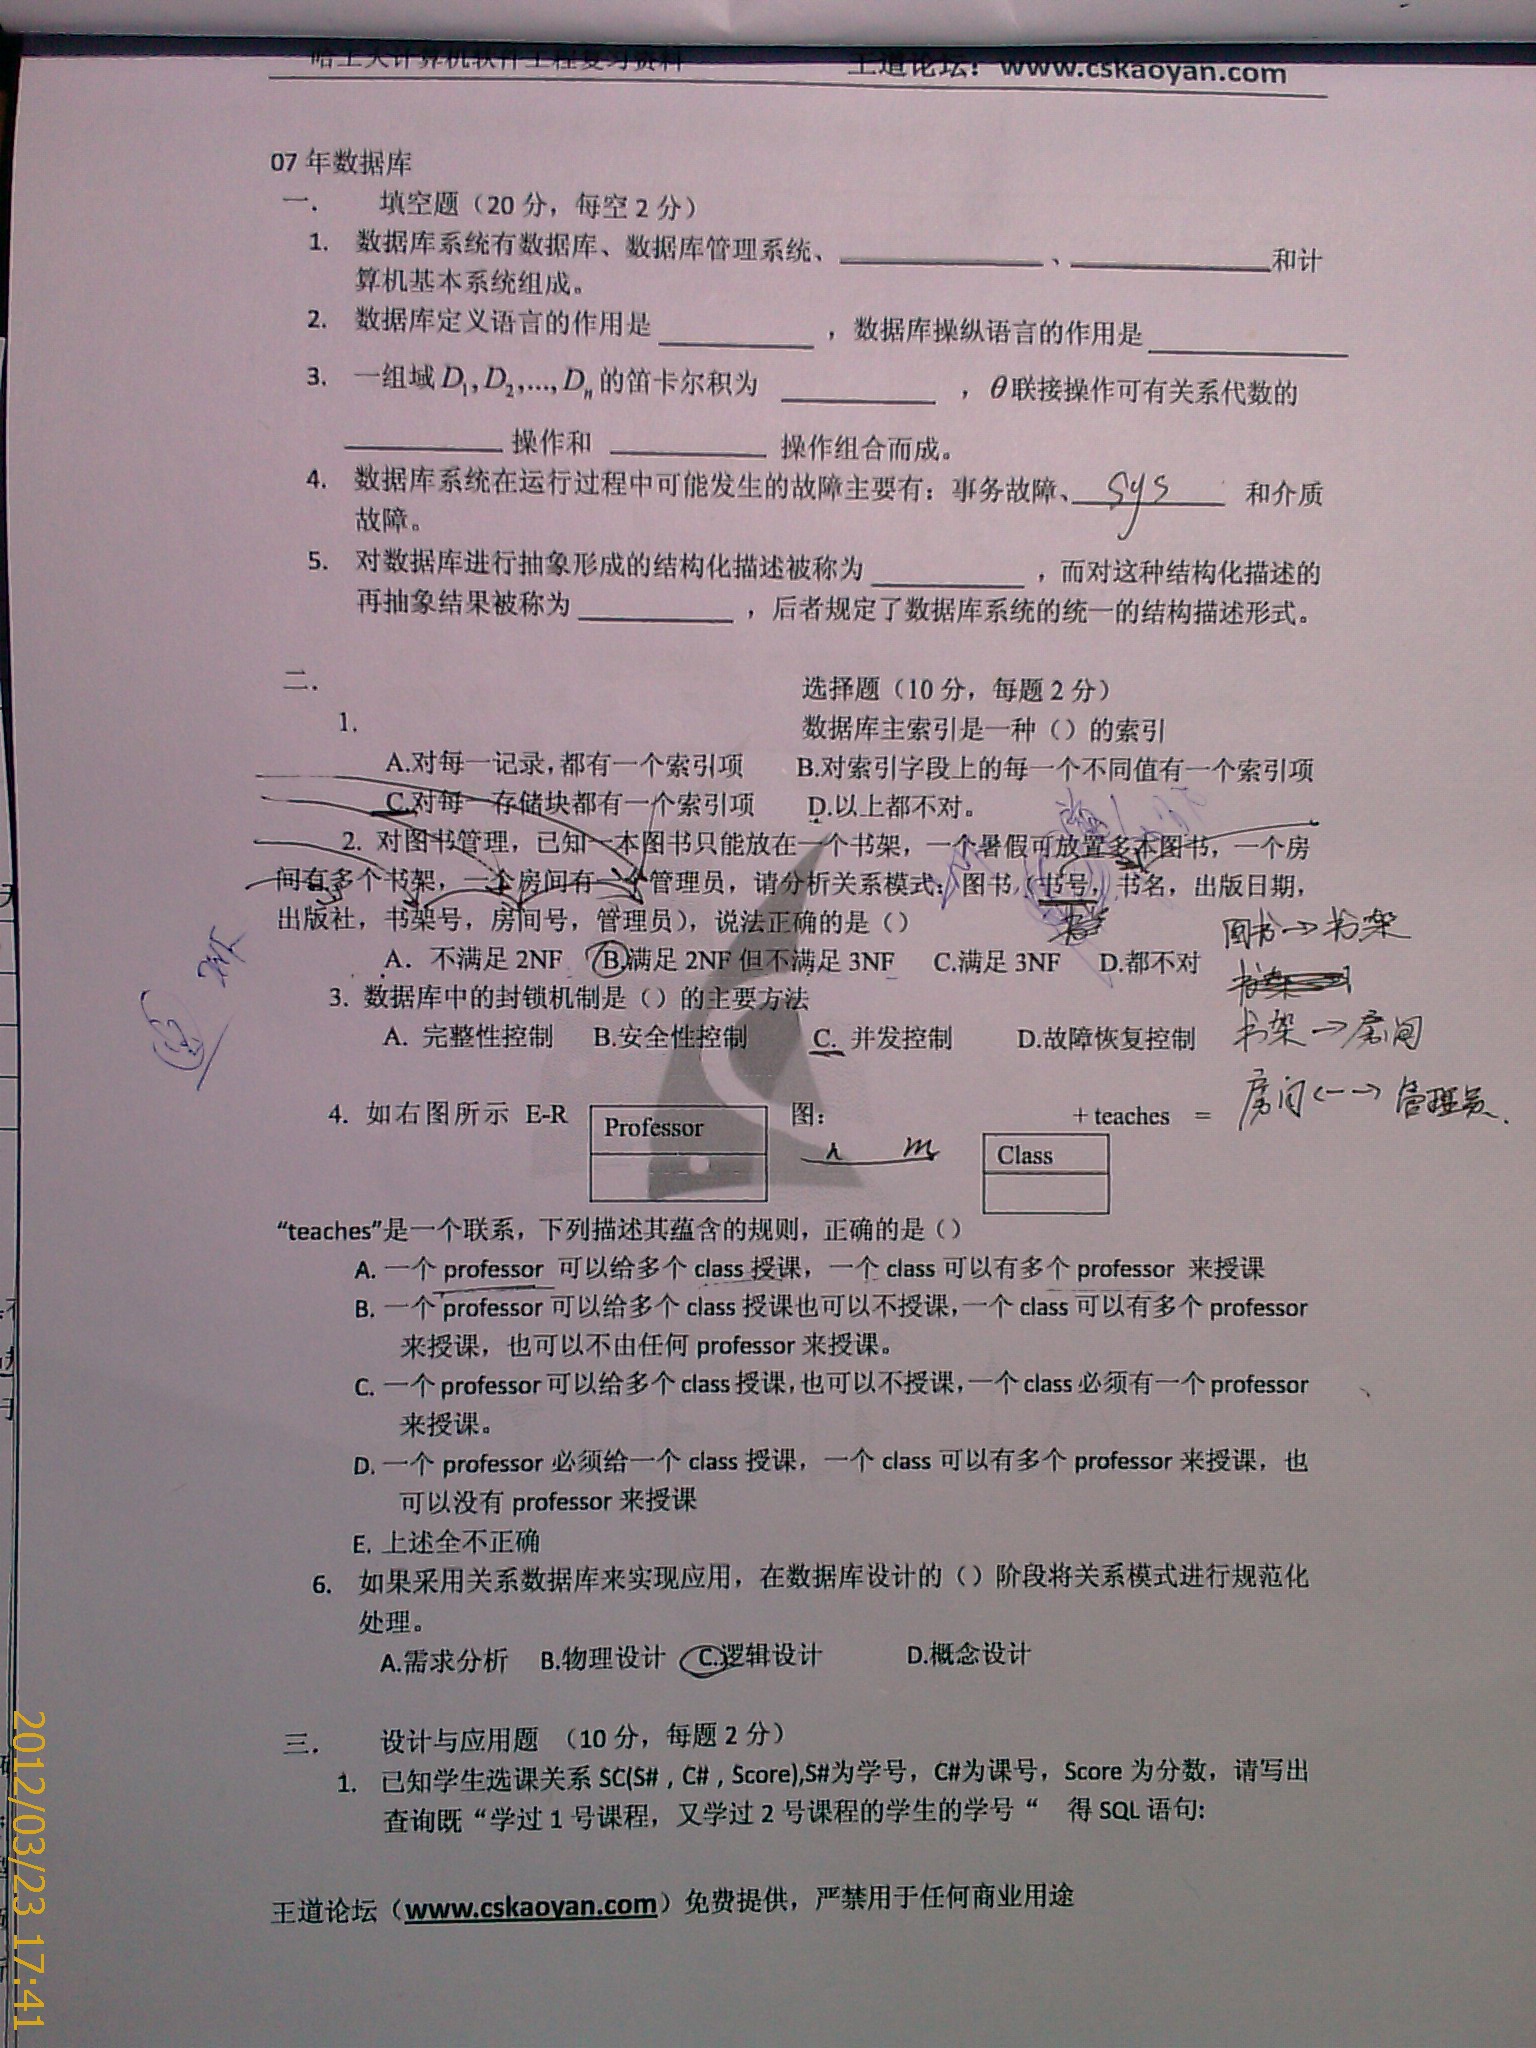 哈工大计算机软件工程复习资料 王道论坛：www.cskaoyan.com
07 年数据库
一. 填空题（20 分，每空 2 分）
1. 数据库系统有数据库、数据库管理系统、________、________和计
算机基本系统组成。
2. 数据库定义语言的作用是________，数据库操纵语言的作用是________
3. 一组域 D₁, D₂,..., Dₙ 的笛卡尔积为________，θ联接操作可有关系代数的
________操作和________操作组合而成。
4. 数据库系统在运行过程中可能发生的故障主要有：事务故障、sys 和介质
故障。
5. 对数据库进行抽象形成的结构化描述被称为________，而对这种结构化描述的
再抽象结果被称为________，后者规定了数据库系统的统一的结构描述形式。
二. 选择题（10 分，每题 2 分）
1. 数据库主索引是一种（）的索引
A.对每一记录，都有一个索引项 B.对索引字段上的每一个不同值有一个索引项
C.对每一存储块都有一个索引项 D.以上都不对。
2. 对图书管理，已知一本图书只能放在一个书架，一个暑假可放置多本图书，一个房
间有多个书架，一个房间有一个管理员，请分析关系模式：图书（书号，书名，出版日期，
出版社，书架号，房间号，管理员），说法正确的是（）
图书→书架
A. 不满足 2NF B.满足 2NF 但不满足 3NF C.满足 3NF D.都不对
2NF
3. 数据库中的封锁机制是（）的主要方法
A. 完整性控制 B.安全性控制 C. 并发控制 D.故障恢复控制
书架→房间
房间←→管理员.
4. 如右图所示 E-R 图： + teaches =
Professor
n m
Class
“teaches”是一个联系，下列描述其蕴含的规则，正确的是（）
A. 一个 professor 可以给多个 class 授课，一个 class 可以有多个 professor 来授课
B. 一个 professor 可以给多个 class 授课也可以不授课，一个 class 可以有多个 professor
来授课，也可以不由任何 professor 来授课。
C. 一个 professor 可以给多个 class 授课，也可以不授课，一个 class 必须有一个 professor
来授课。
D. 一个 professor 必须给一个 class 授课，一个 class 可以有多个 professor 来授课，也
可以没有 professor 来授课
E. 上述全不正确
6. 如果采用关系数据库来实现应用，在数据库设计的（）阶段将关系模式进行规范化
处理。
A.需求分析 B.物理设计 C.逻辑设计 D.概念设计
三. 设计与应用题 （10 分，每题 2 分）
1. 已知学生选课关系 SC(S# , C# , Score),S#为学号，C#为课号，Score 为分数，请写出
查询既“学过 1 号课程，又学过 2 号课程的学生的学号“ 得 SQL 语句:
王道论坛（www.cskaoyan.com）免费提供，严禁用于任何商业用途
2012/03/23 17:41